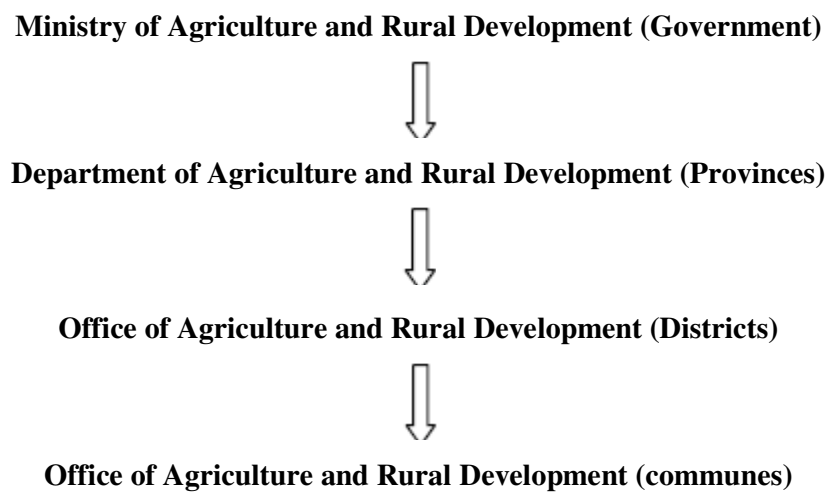 Ministry of Agriculture and Rural Development (Government)
Department of Agriculture and Rural Development (Provinces)
Office of Agriculture and Rural Development (Districts)
Office of Agriculture and Rural Development (communes)